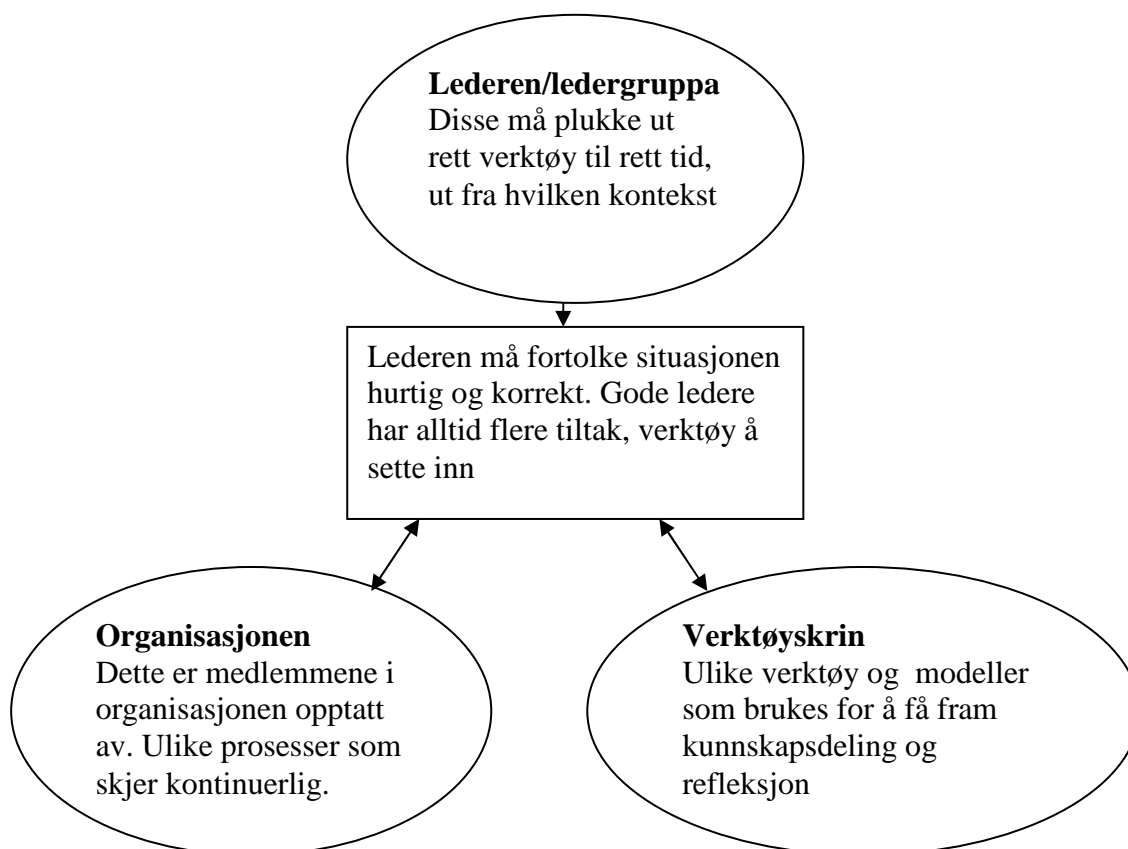 Lederen/ledergruppa
Disse må plukke ut
rett verktøy til rett tid,
ut fra hvilken kontekst
Lederen må fortolke situasjonen
hurtig og korrekt. Gode ledere
har alltid flere tiltak, verktøy å
sette inn
Organisasjonen
Dette er medlemmene i
organisasjonen opptatt
av. Ulike prosesser som
skjer kontinuerlig.
Verktøyskrin
Ulike verktøy og  modeller
som brukes for å få fram
kunnskapsdeling og
refleksjon